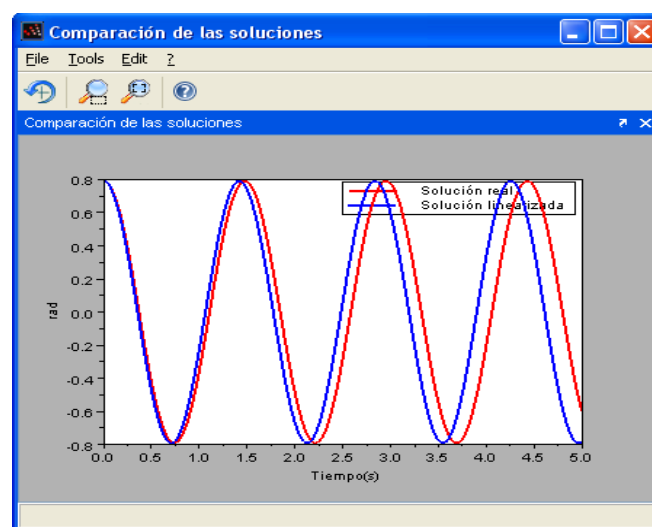 Comparación de las soluciones
File Tools Edit ?
Comparación de las soluciones
Solución real
Solución linealizada
0.8
0.6
0.4
0.2
0.0
-0.2
-0.4
-0.6
-0.8
rad
0.0 0.5 1.0 1.5 2.0 2.5 3.0 3.5 4.0 4.5 5.0
Tiempo(s)